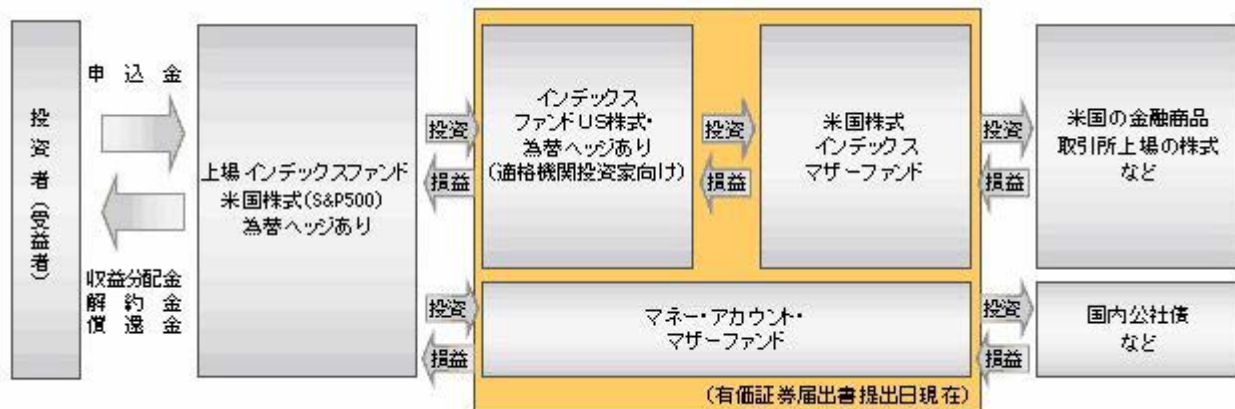 投資者(受益者)
申込金
収益分配金
解約金
償還金
上場インデックスファンド
米国株式(S&P500)
為替ヘッジあり
投資
損益
投資
損益
インデックス
ファンドUS株式・
為替ヘッジあり
(適格機関投資家向け)
投資
損益
米国株式
インデックス
マザーファンド
投資
損益
米国の金融商品
取引所上場の株式
など
マネー・アカウント・
マザーファンド
投資
損益
国内公社債
など
(有価証券届出書提出日現在)